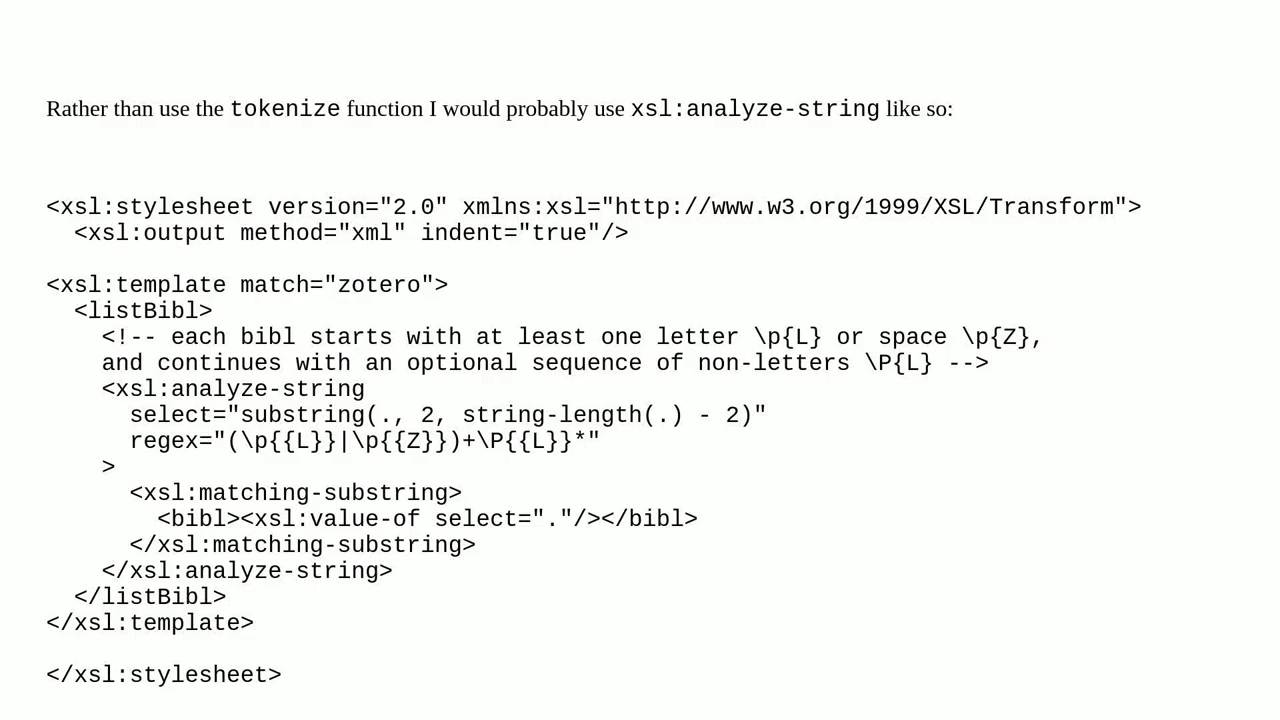 Rather than use the tokenize function I would probably use xsl:analyze-string like so:
<xsl:stylesheet version="2.0" xmlns:xsl="http://www.w3.org/1999/XSL/Transform">
  <xsl:output method="xml" indent="true"/>
<xsl:template match="zotero">
  <listBibl>
    <!-- each bibl starts with at least one letter \p{L} or space \p{Z},
    and continues with an optional sequence of non-letters \P{L} -->
    <xsl:analyze-string
      select="substring(., 2, string-length(.) - 2)"
      regex="(\p{{L}}|\p{{Z}})+\P{{L}}*"
    >
      <xsl:matching-substring>
        <bibl><xsl:value-of select="."/></bibl>
      </xsl:matching-substring>
    </xsl:analyze-string>
  </listBibl>
</xsl:template>
</xsl:stylesheet>